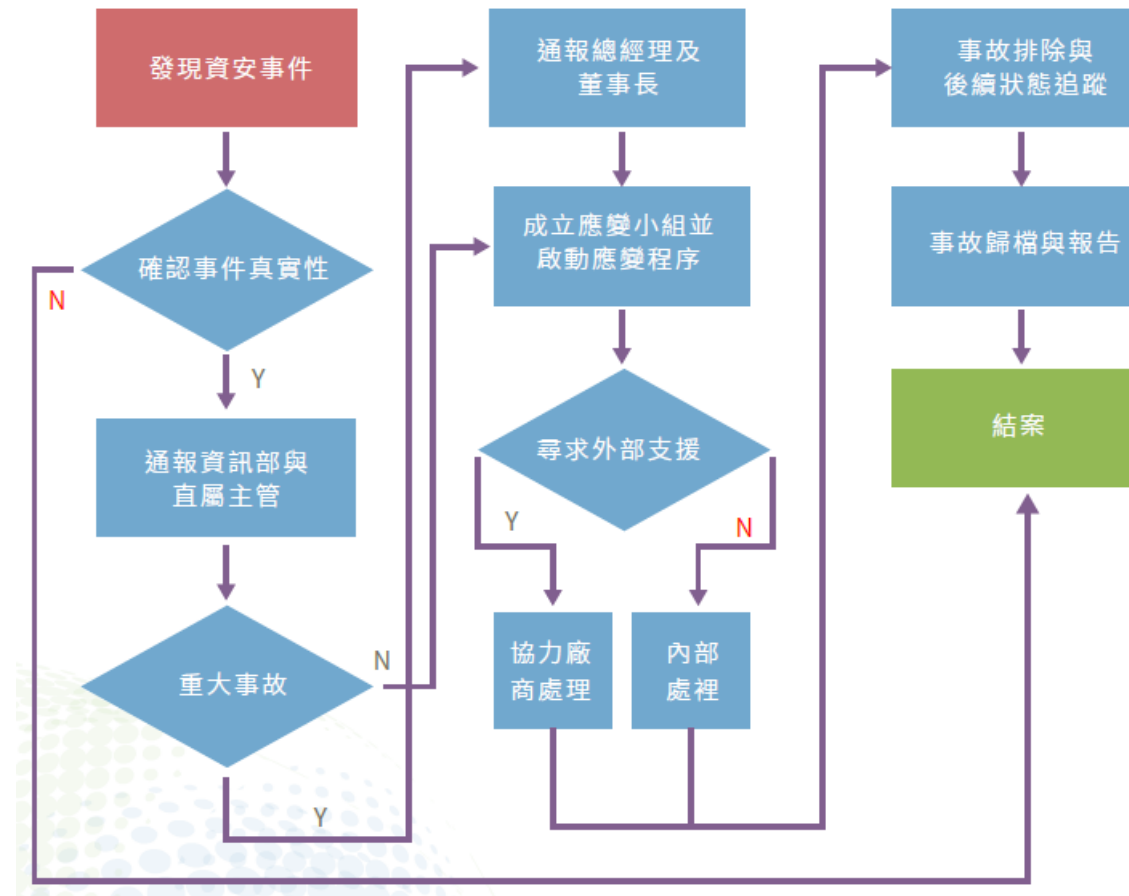 發現資安事件
確認事件真實性
N
Y
通報資訊部與
直屬主管
重大事故
N
Y
通報總經理及
董事長
成立應變小組並
啟動應變程序
尋求外部支援
Y
N
協力廠
商處理
內部
處裡
事故排除與
後續狀態追蹤
事故歸檔與報告
結案